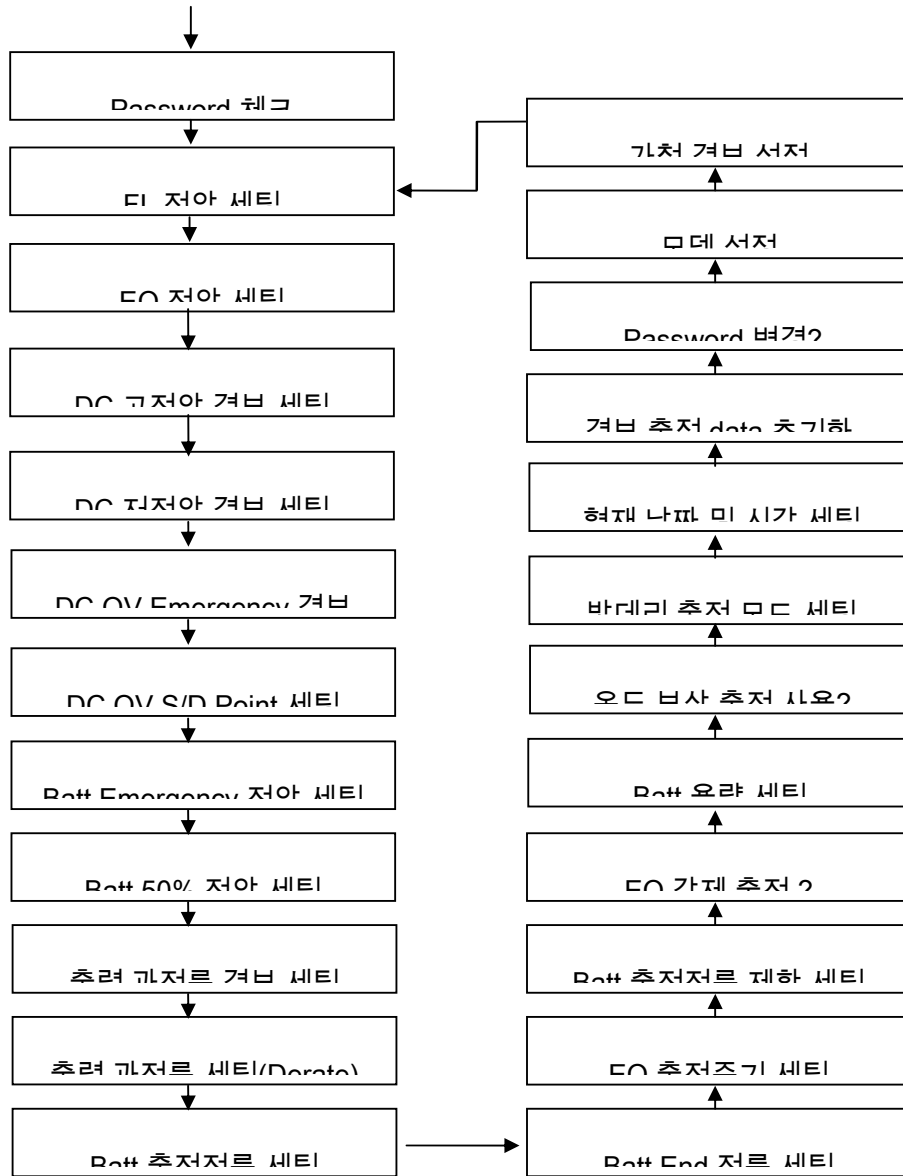 Password 체크
FL 전압 세팅
EQ 전압 세팅
DC 고전압 경보 세팅
DC 저전압 경보 세팅
DC OV Emergency 경보
DC OV S/D Point 세팅
Batt Emergency 전압 세팅
Batt 50% 전압 세팅
출력 과전류 경보 세팅
출력 과전류 세팅(Derate)
Batt 충전전류 세팅
가청 경보 설정
모델 설정
Password 변경?
경보 data 초기화
현재 날짜 및 시간 세팅
밧데리 충전 모드 세팅
온도 보상 충전 사용?
Batt 용량 세팅
EQ 강제 충전 ?
Batt 충전전류 제한 세팅
EQ 충전주기 세팅
Batt End 전류 세팅